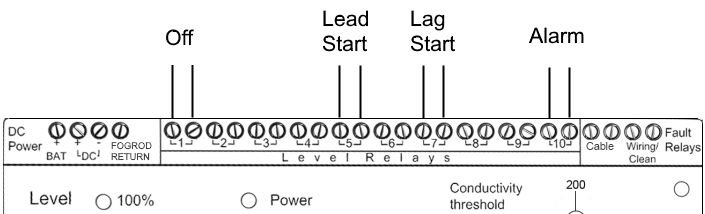 Off
Lead Start
Lag Start
Alarm
DC Power
+ + -
BAT
DC
FOGROD RETURN
1 2 3 4 5 6 7 8 9 10
Level Relays
Cable
Wiring/ Clean
Fault Relays
Level
100%
Power
Conductivity threshold
200